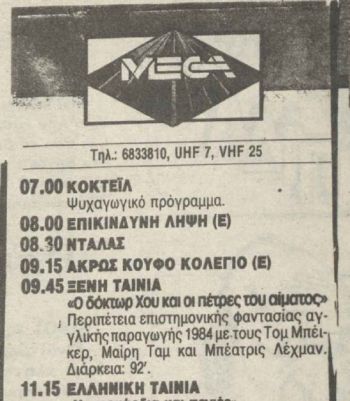 MEGA
Τηλ.: 6833810, UHF 7, VHF 25
07.00 ΚΟΚΤΕΪΛ
Ψυχαγωγικό πρόγραμμα.
08.00 ΕΠΙΚΙΝΔΥΝΗ ΛΗΨΗ (Ε)
08.30 ΝΤΑΛΑΣ
09.15 ΑΚΡΩΣ ΚΟΥΦΟ ΚΟΛΕΓΙΟ (Ε)
09.45 ΞΕΝΗ ΤΑΙΝΙΑ
«Ο δόκτωρ Χου και οι πέτρες του αίματος»
Περιπέτεια επιστημονικής φαντασίας αγ-
γλικής παραγωγής 1984 με τους Τομ Μπέι-
κερ, Μαίρη Ταμ και Μπέατρις Λέχμαν.
Διάρκεια: 92'.
11.15 ΕΛΛΗΝΙΚΗ ΤΑΙΝΙΑ